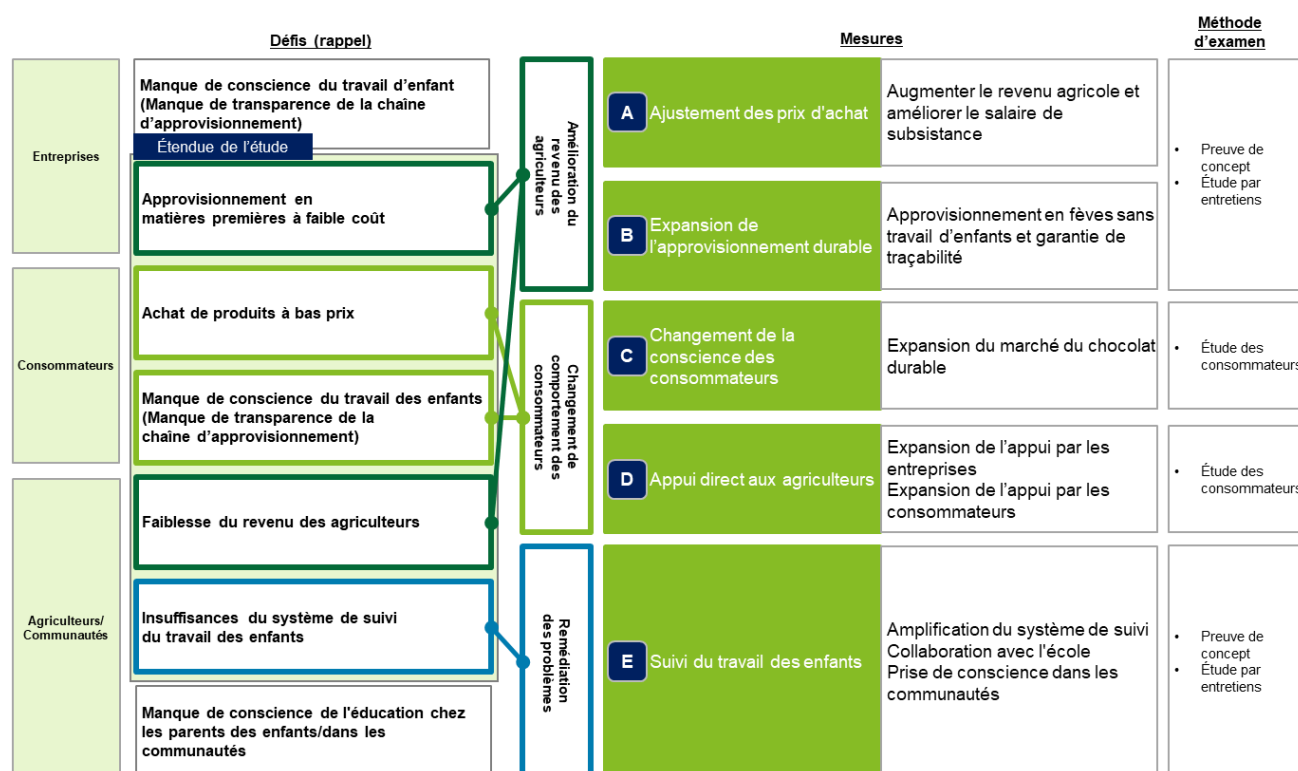 Défis (rappel)
Mesures
Méthode
d’examen
Entreprises
Manque de conscience du travail d’enfant
(Manque de transparence de la chaîne
d’approvisionnement)
Étendue de l’étude
Approvisionnement en
matières premières à faible coût
Consommateurs
Achat de produits à bas prix
Manque de conscience du travail des enfants
(Manque de transparence de la
chaîne d’approvisionnement)
Agriculteurs/
Communautés
Faiblesse du revenu des agriculteurs
Insuffisances du système de suivi
du travail des enfants
Manque de conscience de l'éducation chez
les parents des enfants/dans les
communautés
Amélioration du
revenu des
agriculteurs
Changement de
comportement des
consommateurs
Remédiation
des problèmes
A
Ajustement des prix d'achat
Augmenter le revenu agricole et
améliorer le salaire de
subsistance
B
Expansion de
l’approvisionnement durable
Approvisionnement en fèves sans
travail d’enfants et garantie de
traçabilité
• Preuve de
concept
• Étude par
entretiens
C
Changement de la
conscience des
consommateurs
Expansion du marché du chocolat
durable
• Étude des
consommateurs
D
Appui direct aux agriculteurs
Expansion de l’appui par les
entreprises
Expansion de l’appui par les
consommateurs
• Étude des
consommateurs
E
Suivi du travail des enfants
Amplification du système de suivi
Collaboration avec l'école
Prise de conscience dans les
communautés
• Preuve de
concept
• Étude par
entretiens